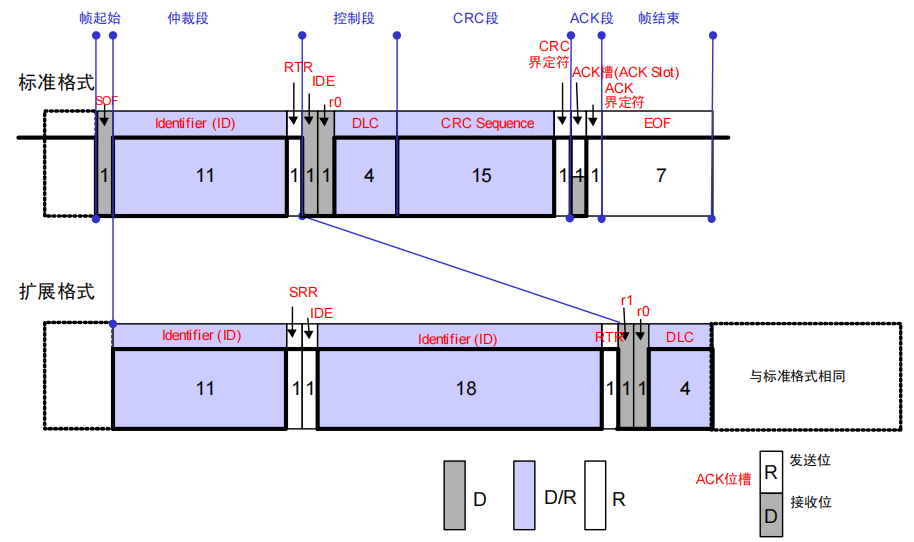 帧起始 仲裁段 控制段 CRC段 ACK段 帧结束
标准格式
SOF RTR IDE r0 CRC
界定符 ACK槽(ACK Slot)
ACK
界定符
Identifier (ID) DLC CRC Sequence EOF
1 11 1 1 1 4 15 1 1 1 7
扩展格式
SRR IDE r1 r0
Identifier (ID) Identifier (ID) RTR DLC
11 1 1 18 1 1 1 4 与标准格式相同
D D/R R
ACK位槽 R 发送位
D 接收位